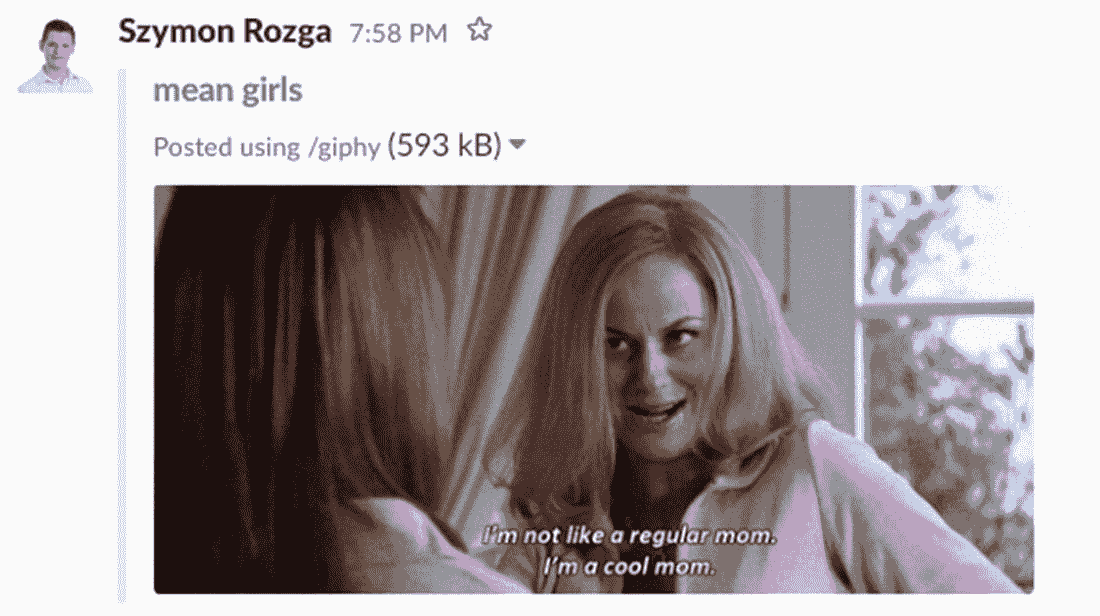 Szymon Rozga 7:58 PM
mean girls
Posted using /giphy (593 kB)
I'm not like a regular mom.
I'm a cool mom.